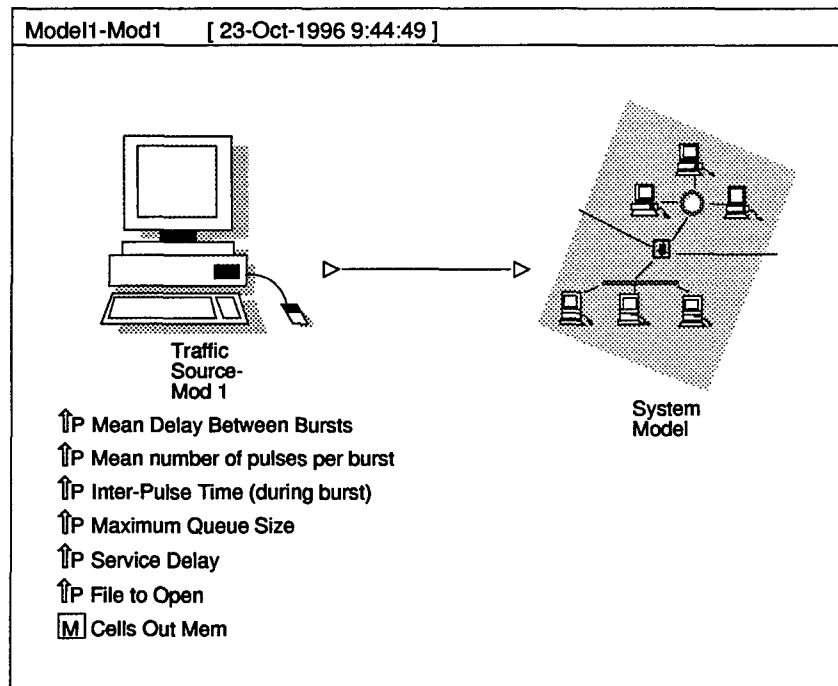 Model1-Mod1 [ 23-Oct-1996 9:44:49 ]
Traffic
Source-
Mod 1
System
Model
⇑P Mean Delay Between Bursts
⇑P Mean number of pulses per burst
⇑P Inter-Pulse Time (during burst)
⇑P Maximum Queue Size
⇑P Service Delay
⇑P File to Open
M Cells Out Mem